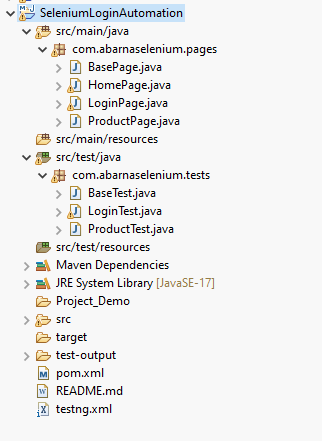 SeleniumLoginAutomation
src/main/java
com.abarnaselenium.pages
BasePage.java
HomePage.java
LoginPage.java
ProductPage.java
src/main/resources
src/test/java
com.abarnaselenium.tests
BaseTest.java
LoginTest.java
ProductTest.java
src/test/resources
Maven Dependencies
JRE System Library [JavaSE-17]
Project_Demo
src
target
test-output
pom.xml
README.md
testng.xml